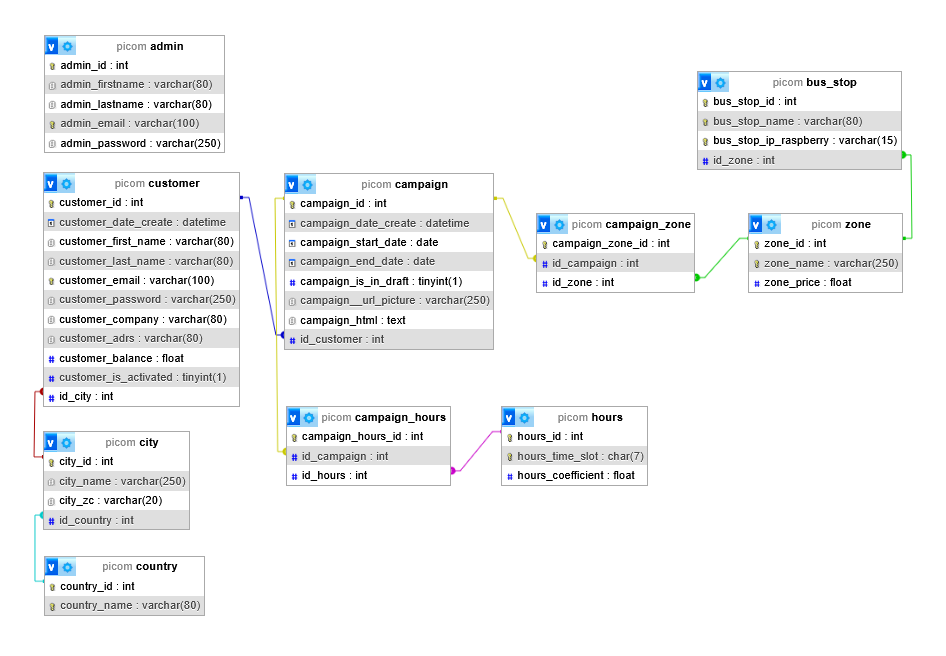 v picom admin
admin_id : int
admin_firstname : varchar(80)
admin_lastname : varchar(80)
admin_email : varchar(100)
admin_password : varchar(250)
v picom bus_stop
bus_stop_id : int
bus_stop_name : varchar(80)
bus_stop_ip_raspberry : varchar(15)
# id_zone : int
v picom customer
customer_id : int
customer_date_create : datetime
customer_first_name : varchar(80)
customer_last_name : varchar(80)
customer_email : varchar(100)
customer_password : varchar(250)
customer_company : varchar(80)
customer_adrs : varchar(80)
# customer_balance : float
# customer_is_activated : tinyint(1)
# id_city : int
v picom campaign
campaign_id : int
campaign_date_create : datetime
campaign_start_date : date
campaign_end_date : date
# campaign_is_in_draft : tinyint(1)
campaign__url_picture : varchar(250)
campaign_html : text
# id_customer : int
v picom campaign_zone
campaign_zone_id : int
# id_campaign : int
# id_zone : int
v picom zone
zone_id : int
zone_name : varchar(250)
# zone_price : float
v picom campaign_hours
campaign_hours_id : int
# id_campaign : int
# id_hours : int
v picom hours
hours_id : int
hours_time_slot : char(7)
# hours_coefficient : float
v picom city
city_id : int
city_name : varchar(250)
city_zc : varchar(20)
# id_country : int
v picom country
country_id : int
country_name : varchar(80)